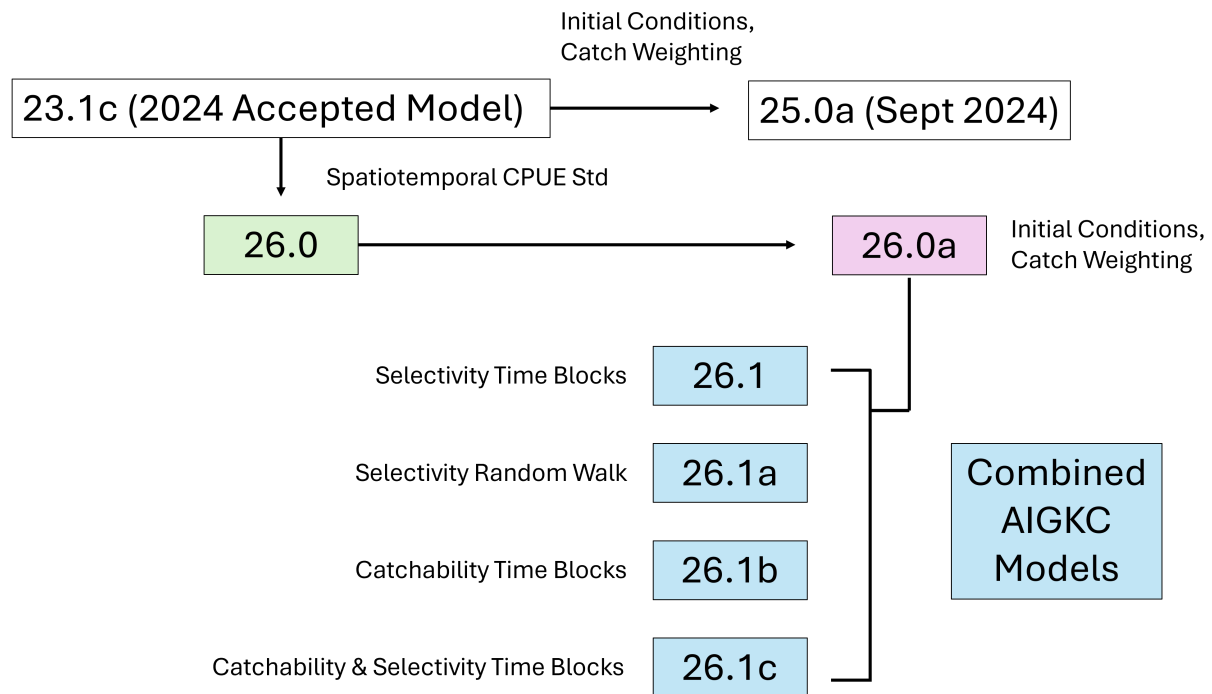 Initial Conditions,
Catch Weighting
23.1c (2024 Accepted Model)
25.0a (Sept 2024)
Spatiotemporal CPUE Std
26.0
26.0a
Initial Conditions,
Catch Weighting
Selectivity Time Blocks
26.1
Selectivity Random Walk
26.1a
Combined
AIGKC
Models
Catchability Time Blocks
26.1b
Catchability & Selectivity Time Blocks
26.1c